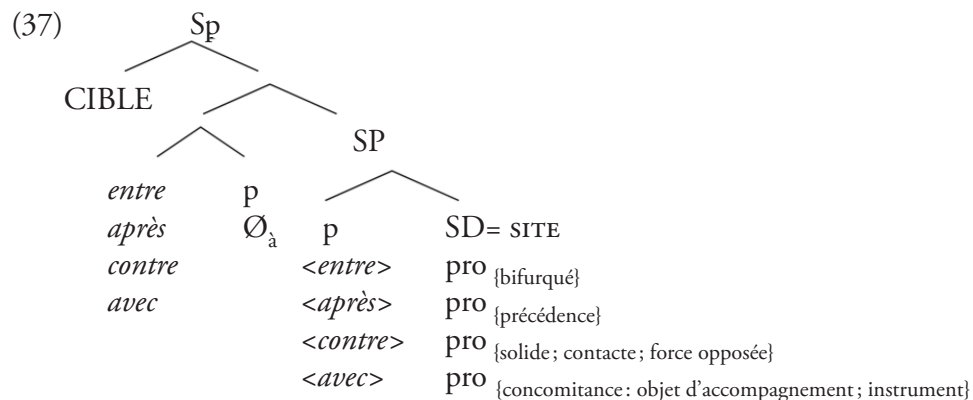 (37) Sp
CIBLE
SP
entre p
après Øà p SD= SITE
contre <entre> pro {bifurqué}
avec <après> pro {précédence}
<contre> pro {solide ; contacte ; force opposée}
<avec> pro {concomitance : objet d’accompagnement ; instrument}